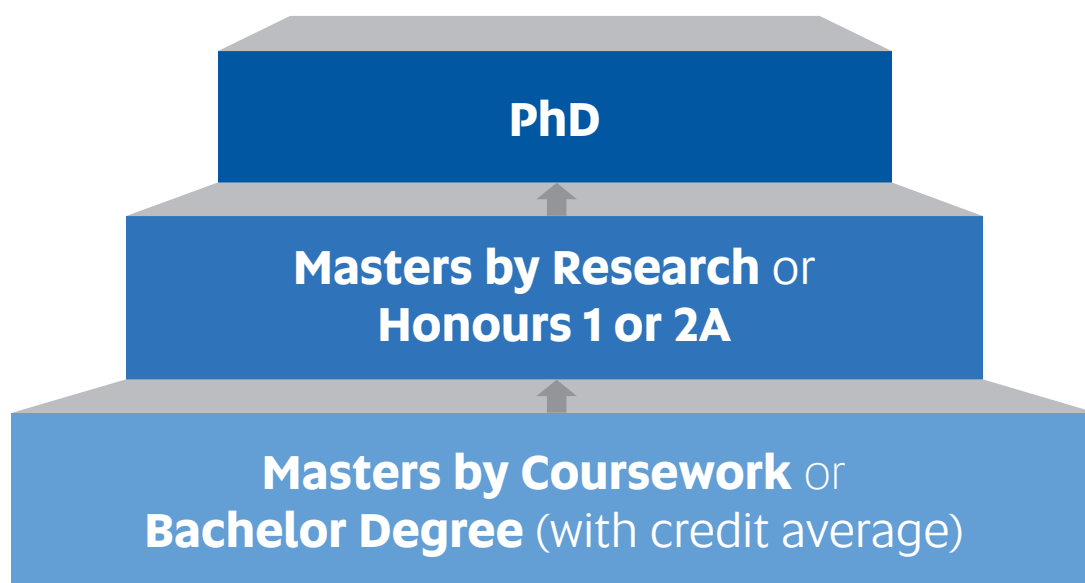 PhD
Masters by Research or
Honours 1 or 2A
Masters by Coursework or
Bachelor Degree (with credit average)